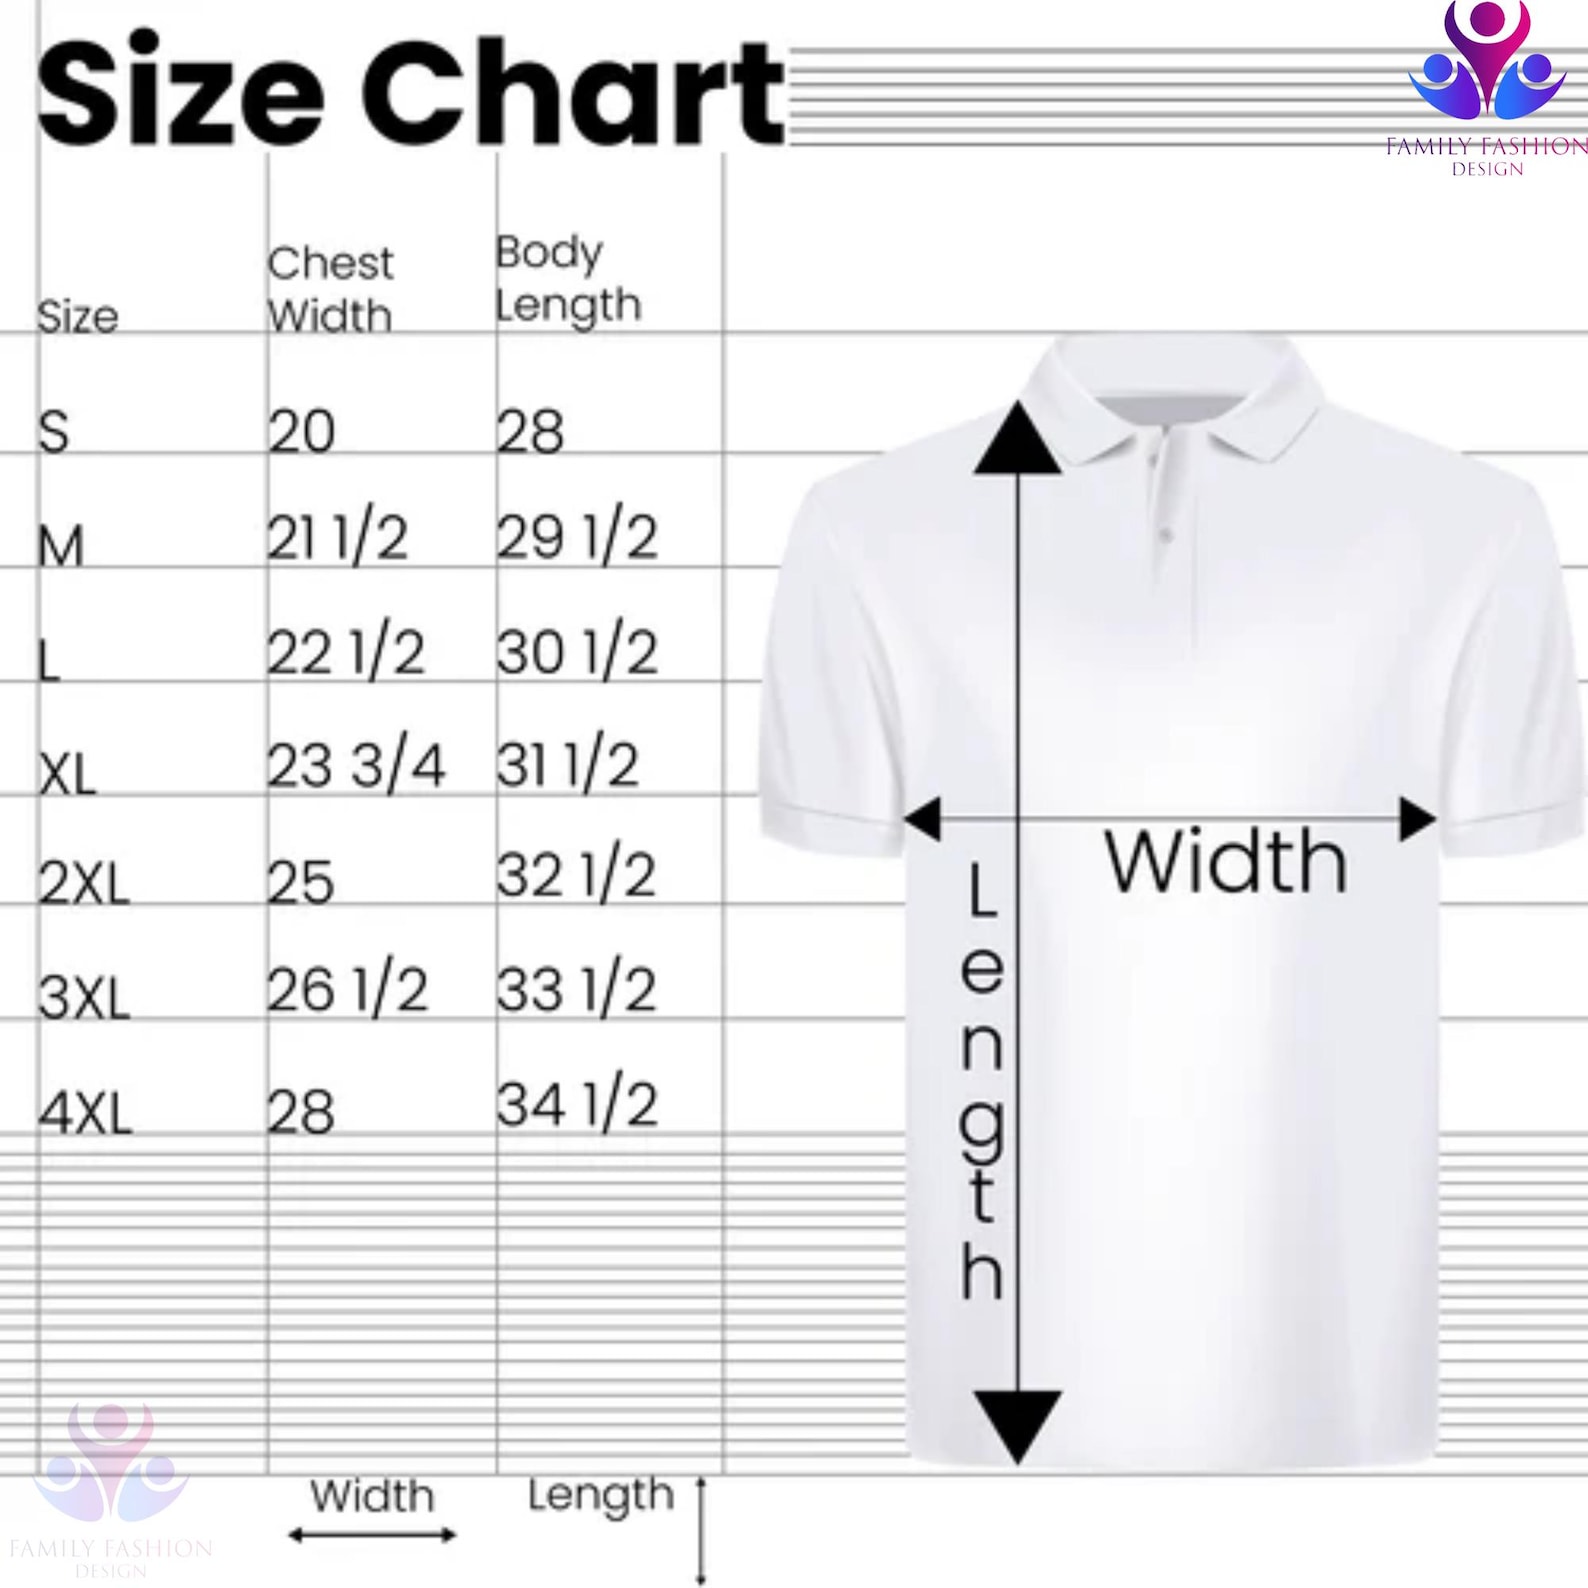 Size Chart
FAMILY FASHION
DESIGN
Size Chest Width Body Length
S 20 28
M 21 1/2 29 1/2
L 22 1/2 30 1/2
XL 23 3/4 31 1/2
2XL 25 32 1/2
3XL 26 1/2 33 1/2
4XL 28 34 1/2
Width
Length
Width Length
FAMILY FASHION
DESIGN